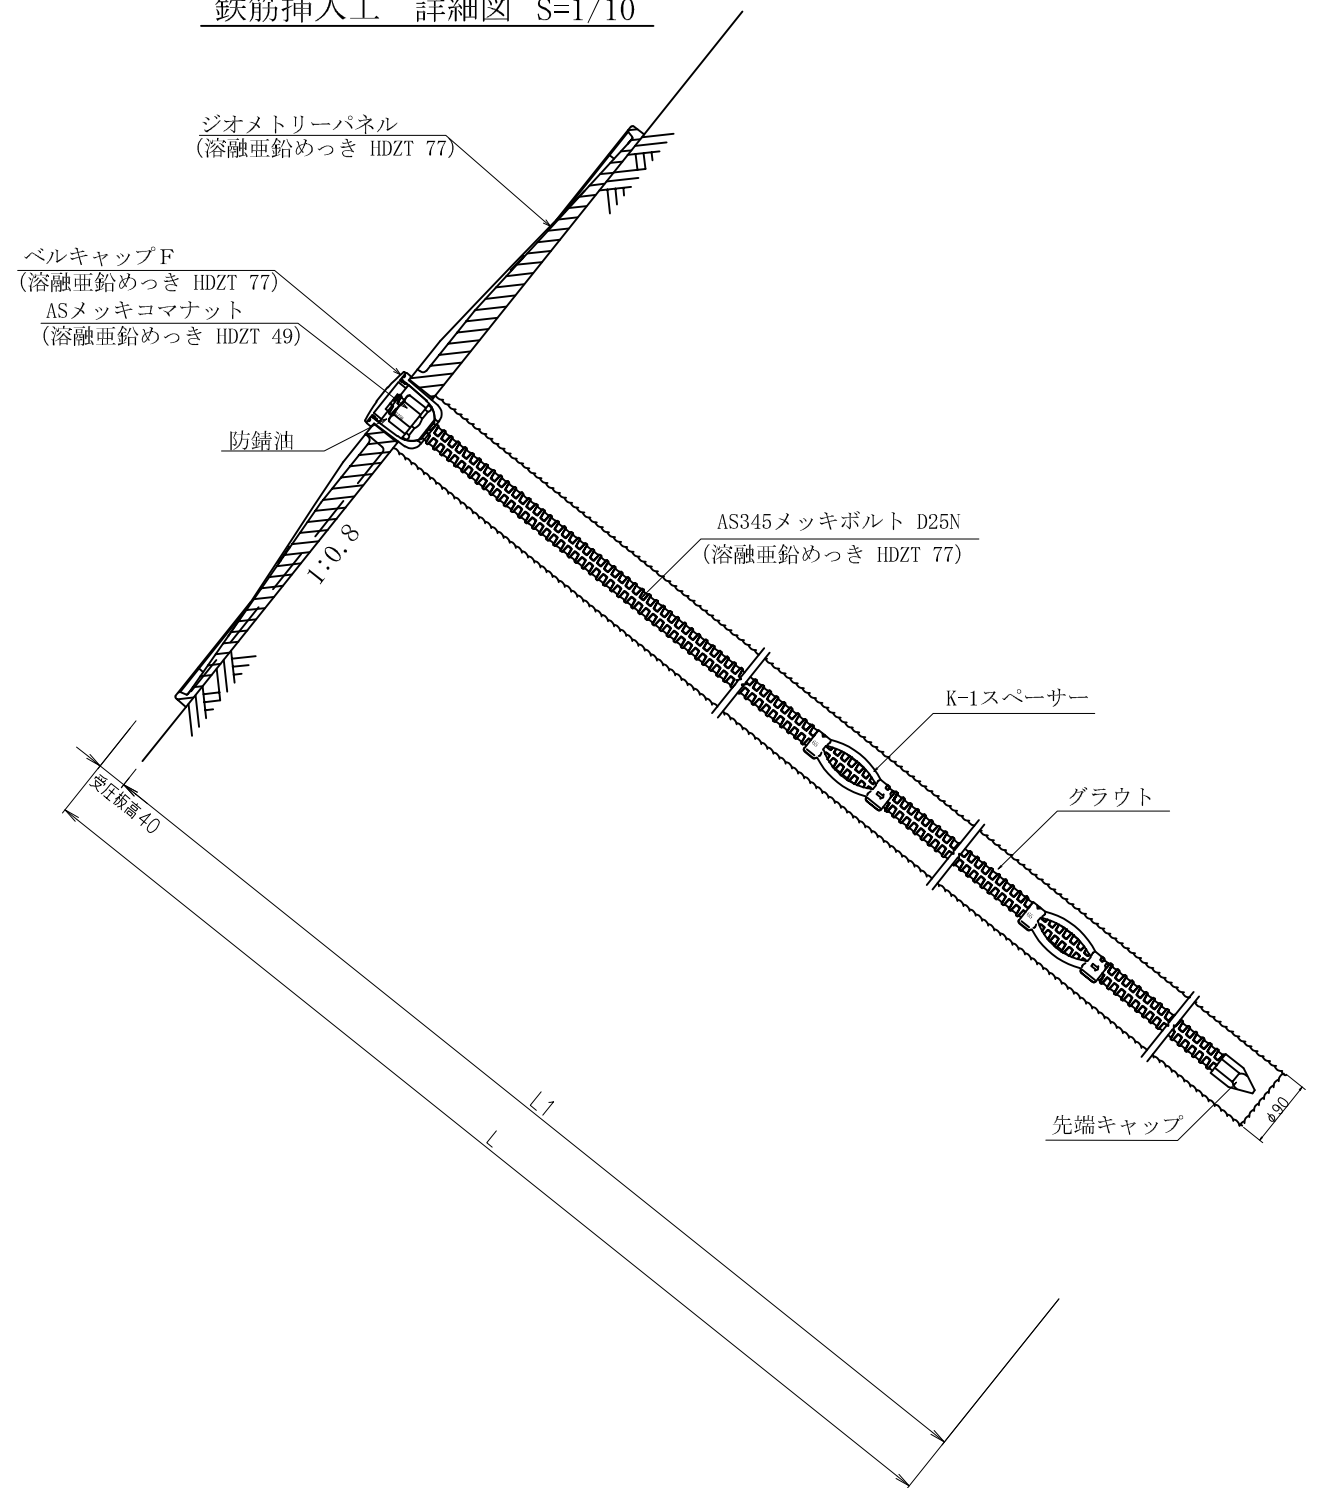 鉄筋挿入工　詳細図 S=1/10
ジオメトリーパネル
(溶融亜鉛めっき HDZT 77)
ベルキャップF
(溶融亜鉛めっき HDZT 77)
ASメッキコマナット
(溶融亜鉛めっき HDZT 49)
防錆油
1:0.8
AS345メッキボルト D25N
(溶融亜鉛めっき HDZT 77)
K-1スペーサー
グラウト
受圧板高40
先端キャップ
φ90
L1
L